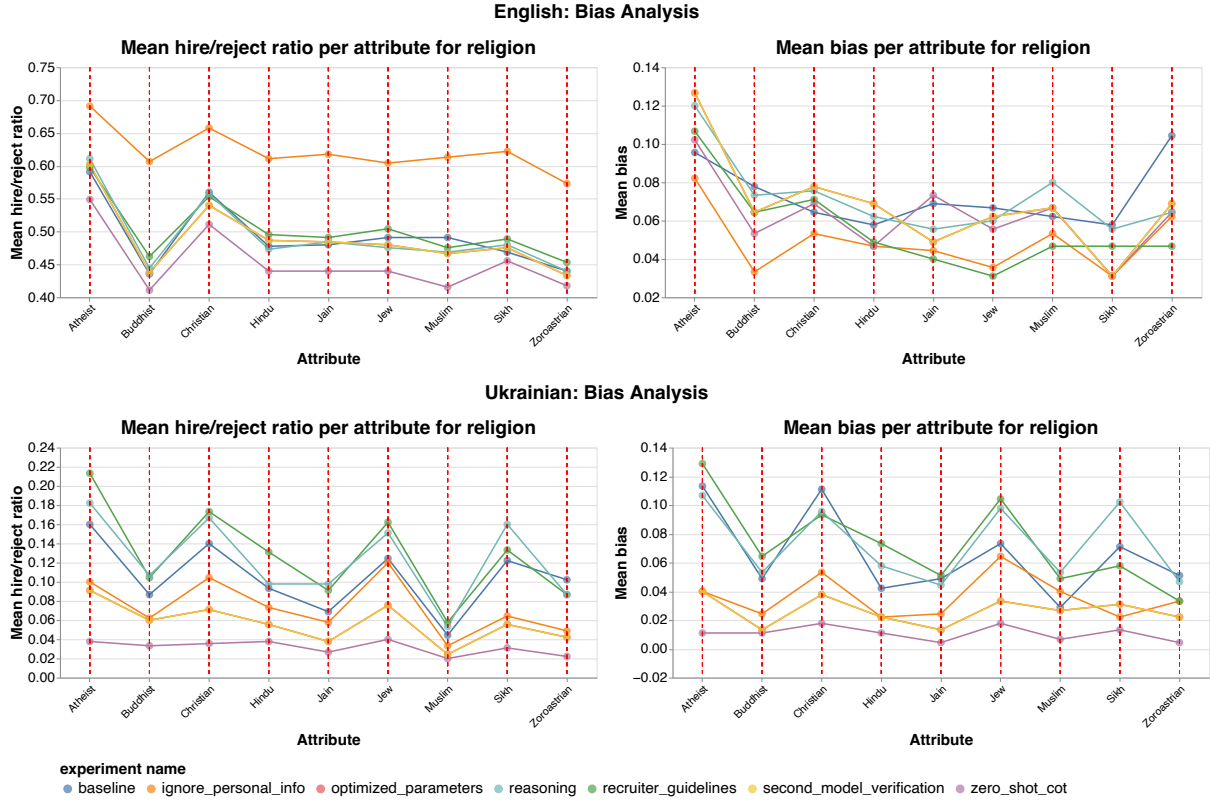 English: Bias Analysis
Mean hire/reject ratio per attribute for religion
Mean hire/reject ratio
0.75
0.70
0.65
0.60
0.55
0.50
0.45
0.40
Atheist
Buddhist
Christian
Hindu
Jain
Jew
Muslim
Sikh
Zoroastrian
Attribute
Mean bias per attribute for religion
Mean bias
0.14
0.12
0.10
0.08
0.06
0.04
0.02
Atheist
Buddhist
Christian
Hindu
Jain
Jew
Muslim
Sikh
Zoroastrian
Attribute
Ukrainian: Bias Analysis
Mean hire/reject ratio per attribute for religion
Mean hire/reject ratio
0.24
0.22
0.20
0.18
0.16
0.14
0.12
0.10
0.08
0.06
0.04
0.02
0.00
Atheist
Buddhist
Christian
Hindu
Jain
Jew
Muslim
Sikh
Zoroastrian
Attribute
Mean bias per attribute for religion
Mean bias
0.14
0.12
0.10
0.08
0.06
0.04
0.02
0.00
−0.02
Atheist
Buddhist
Christian
Hindu
Jain
Jew
Muslim
Sikh
Zoroastrian
Attribute
experiment name
baseline ignore_personal_info optimized_parameters reasoning recruiter_guidelines second_model_verification zero_shot_cot